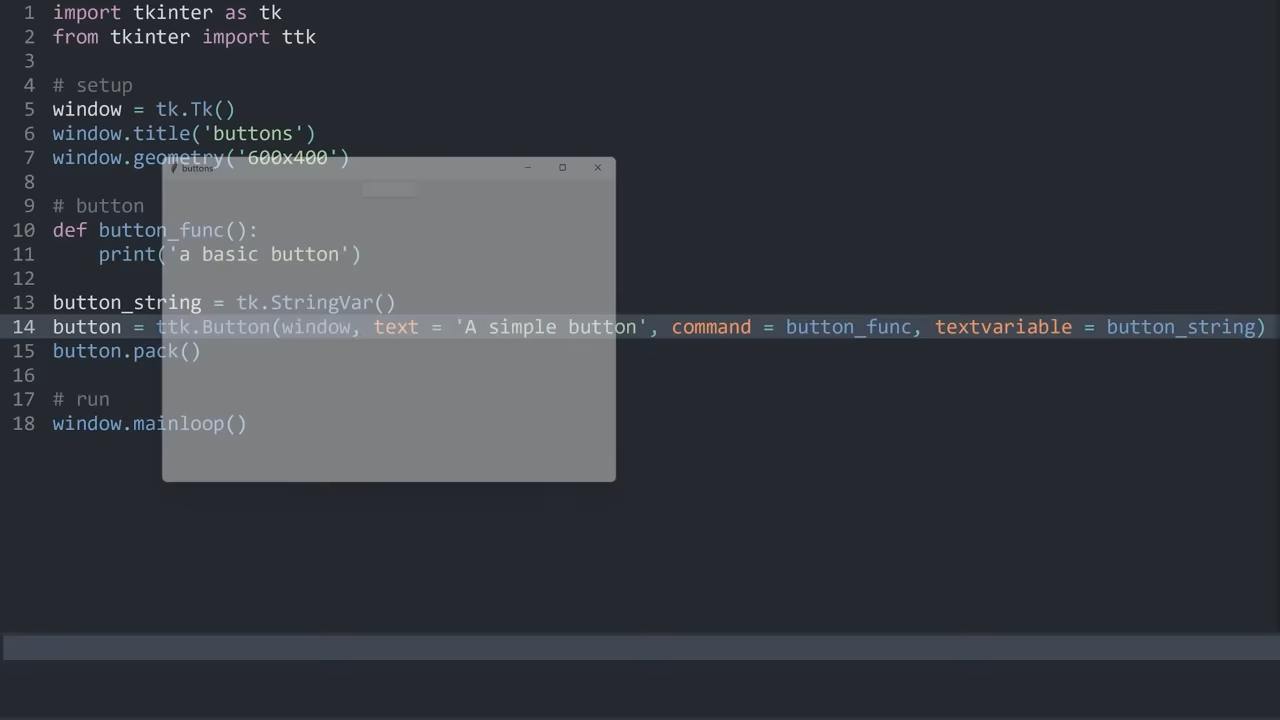 1 import tkinter as tk
2 from tkinter import ttk
3
4 # setup
5 window = tk.Tk()
6 window.title('buttons')
7 window.geometry('600x400')
buttons
8
9 # button
10 def button_func():
11     print('a basic button')
12
13 button_string = tk.StringVar()
14 button = ttk.Button(window, text = 'A simple button', command = button_func, textvariable = button_string)
15 button.pack()
16
17 # run
18 window.mainloop()